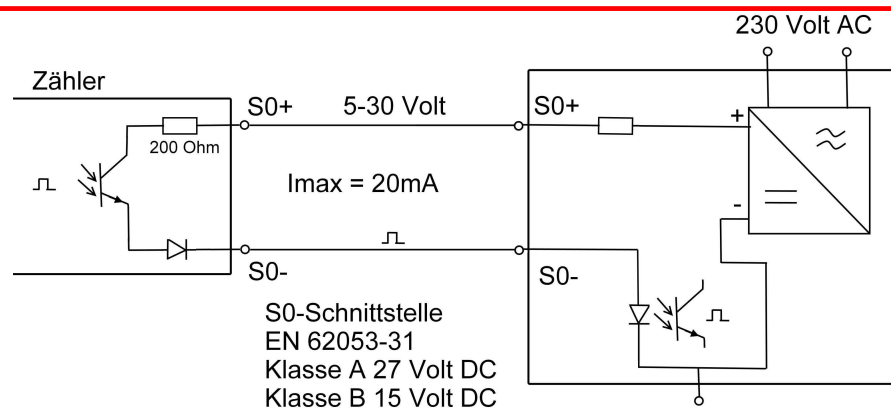 230 Volt AC
Zähler
S0+
5-30 Volt
S0+
+
200 Ohm
Imax = 20mA
-
S0-
S0-
S0-Schnittstelle
EN 62053-31
Klasse A 27 Volt DC
Klasse B 15 Volt DC